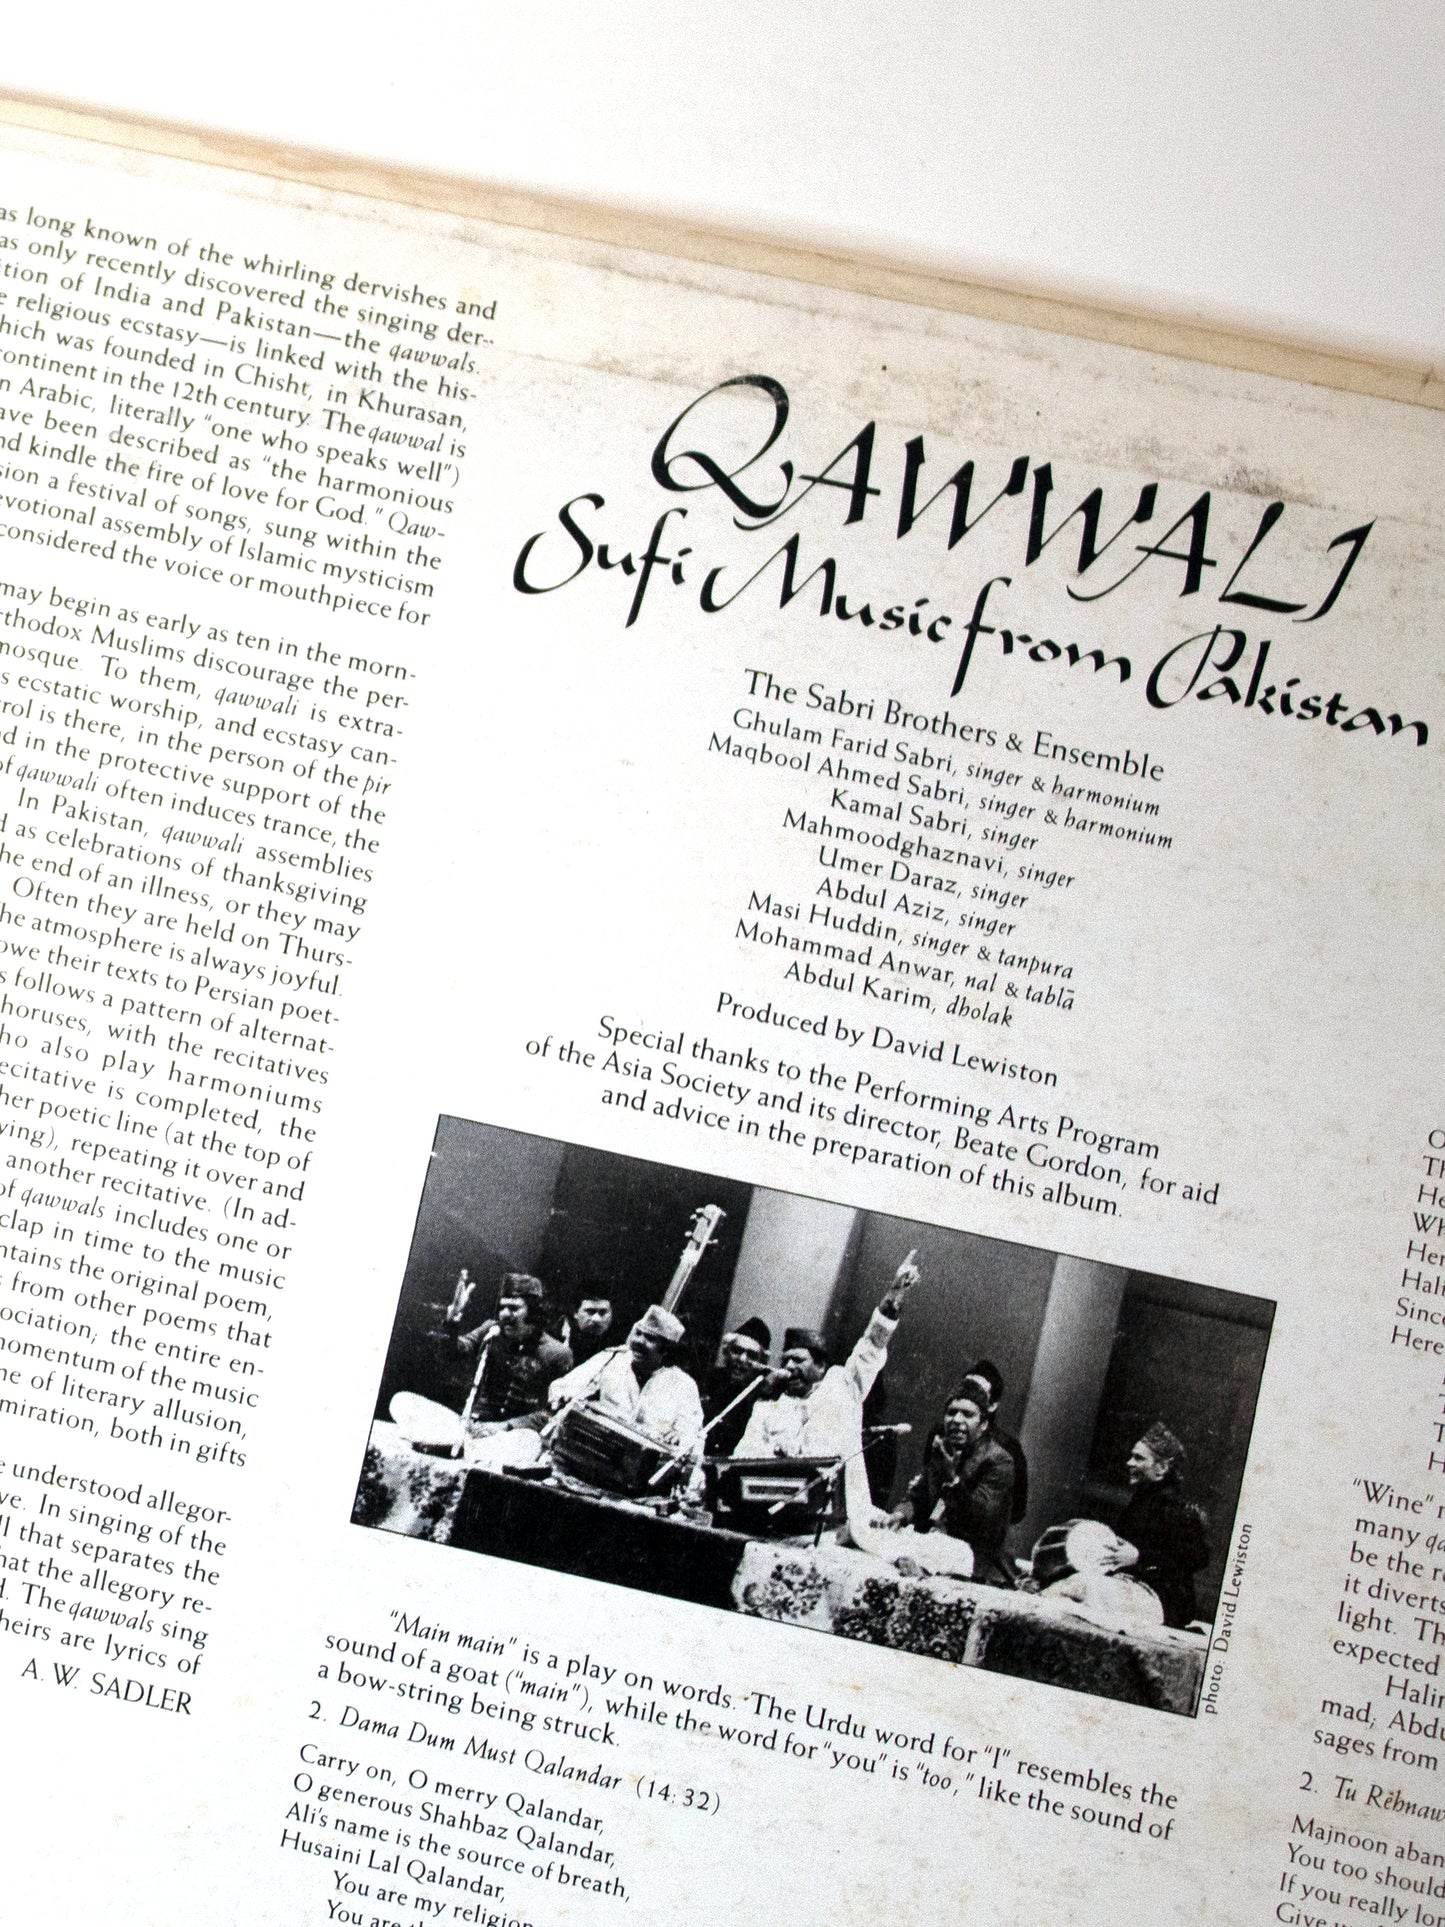 as long known of the whirling dervishes and
as only recently discovered the singing der-
tion of India and Pakistan—the qawwals.
religious ecstasy—is linked with the his-
hich was founded in Chisht, in Khurasan,
continent in the 12th century. The qawwal is
n Arabic, literally "one who speaks well")
ave been described as "the harmonious
nd kindle the fire of love for God." Qaw-
sion a festival of songs, sung within the
evotional assembly of Islamic mysticism
considered the voice or mouthpiece for
may begin as early as ten in the morn-
rthodox Muslims discourage the per-
mosque. To them, qawwali is extra-
s ecstatic worship, and ecstasy can-
rol is there, in the person of the pir
d in the protective support of the
of qawwali often induces trance, the
In Pakistan, qawwali assemblies
d as celebrations of thanksgiving
he end of an illness, or they may
Often they are held on Thurs-
he atmosphere is always joyful.
owe their texts to Persian poet-
s follows a pattern of alternat-
horuses, with the recitatives
ho also play harmoniums
ecitative is completed, the
her poetic line (at the top of
ying), repeating it over and
another recitative. (In ad-
of qawwals includes one or
clap in time to the music
ntains the original poem,
from other poems that
ociation; the entire en-
momentum of the music
ne of literary allusion,
miration, both in gifts
e understood allegor-
ve. In singing of the
ll that separates the
hat the allegory re-
d. The qawwals sing
heirs are lyrics of
A. W. SADLER
QAWWALI
Sufi Music from Pakistan
The Sabri Brothers & Ensemble
Ghulam Farid Sabri, singer & harmonium
Maqbool Ahmed Sabri, singer & harmonium
Kamal Sabri, singer
Mahmoodghaznavi, singer
Umer Daraz, singer
Abdul Aziz, singer
Masi Huddin, singer & tanpura
Mohammad Anwar, nal & tablā
Abdul Karim, dholak
Produced by David Lewiston
Special thanks to the Performing Arts Program
of the Asia Society and its director, Beate Gordon, for aid
and advice in the preparation of this album.
photo: David Lewiston
"Main main" is a play on words. The Urdu word for "I" resembles the
sound of a goat ("main"), while the word for "you" is "too," like the sound of
a bow-string being struck.
2. Dama Dum Must Qalandar (14:32)
Carry on, O merry Qalandar,
O generous Shahbaz Qalandar,
Ali's name is the source of breath,
Husaini Lal Qalandar,
You are my religion
You are
O
Th
He
Wh
Her
Hali
Since
Here
T
T
H
"Wine"
many qa
be the r
it diverts
light. Th
expected
Halin
mad; Abdu
sages from
2. Tu Rĕhnaw
Majnoon aban
You too should
If you really lon
Give